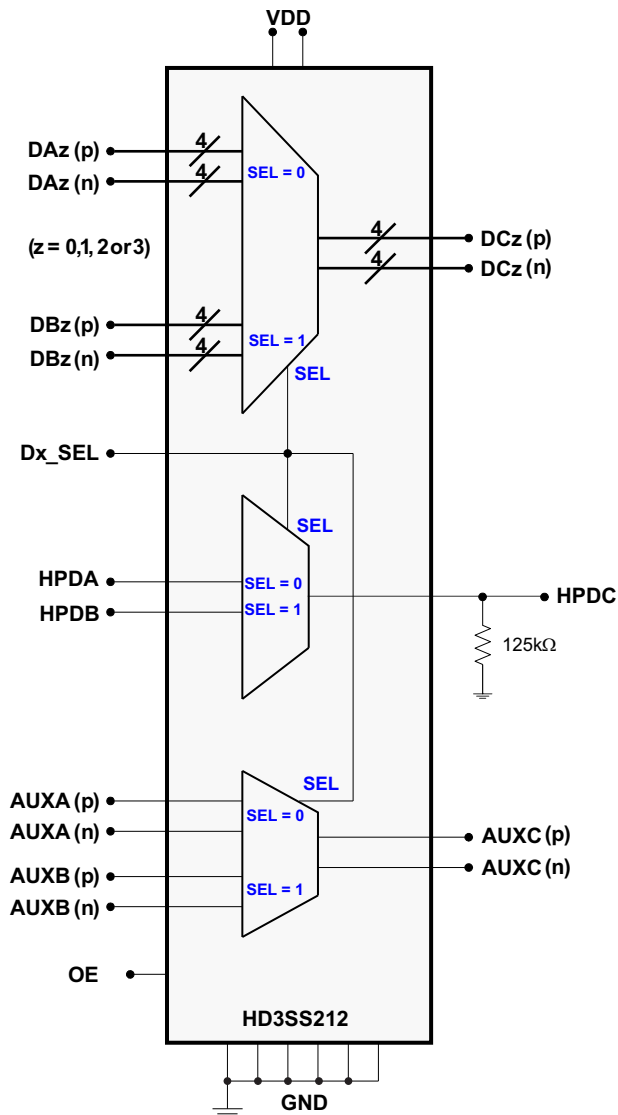 VDD
DAz (p)
4
DAz (n)
4
SEL = 0
(z = 0,1, 2 or 3)
4
DCz (p)
4
DCz (n)
DBz (p)
4
DBz (n)
4
SEL = 1
SEL
Dx_SEL
SEL
HPDA
SEL = 0
HPDB
SEL = 1
HPDC
125kΩ
SEL
AUXA (p)
SEL = 0
AUXA (n)
AUXC (p)
AUXC (n)
AUXB (p)
SEL = 1
AUXB (n)
OE
HD3SS212
GND